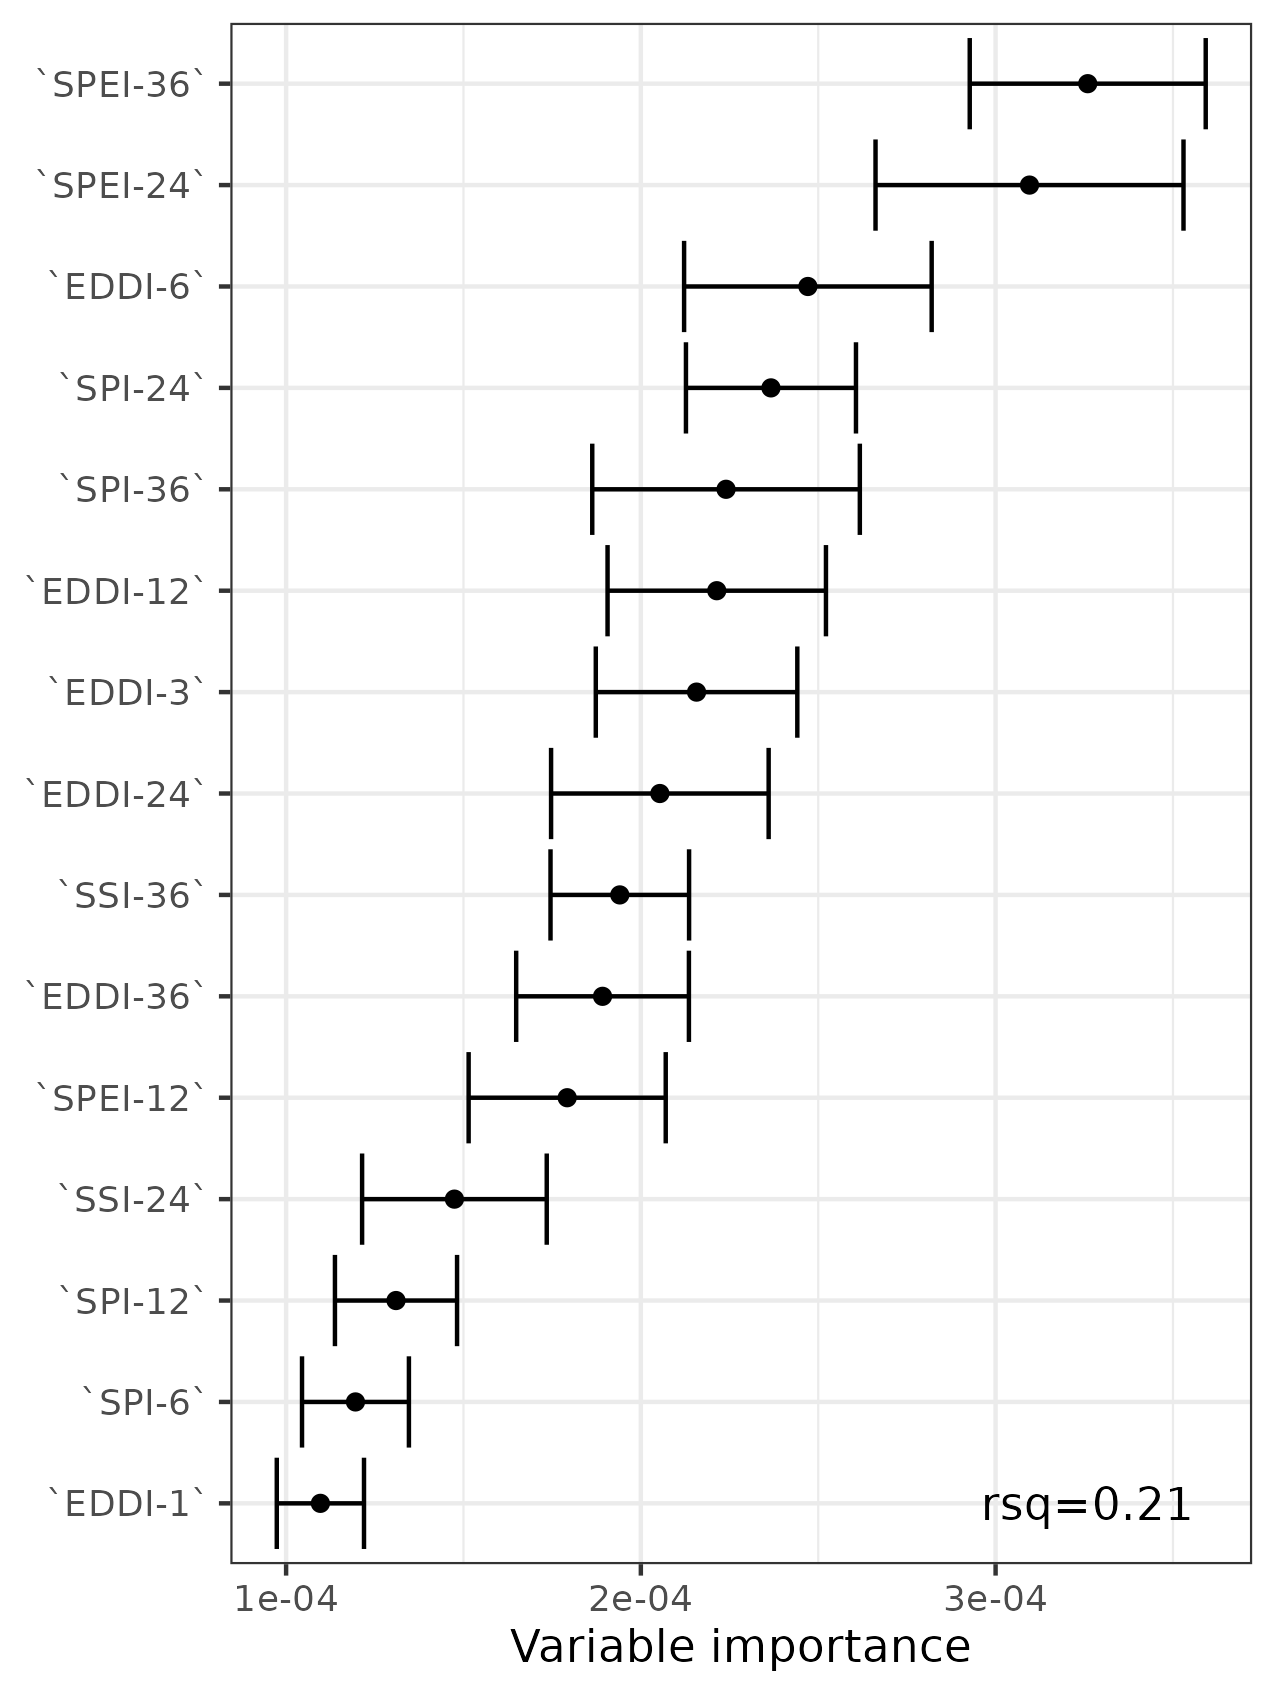 `SPEI-36`
`SPEI-24`
`EDDI-6`
`SPI-24`
`SPI-36`
`EDDI-12`
`EDDI-3`
`EDDI-24`
`SSI-36`
`EDDI-36`
`SPEI-12`
`SSI-24`
`SPI-12`
`SPI-6`
`EDDI-1`
rsq=0.21
1e-04 2e-04 3e-04
Variable importance